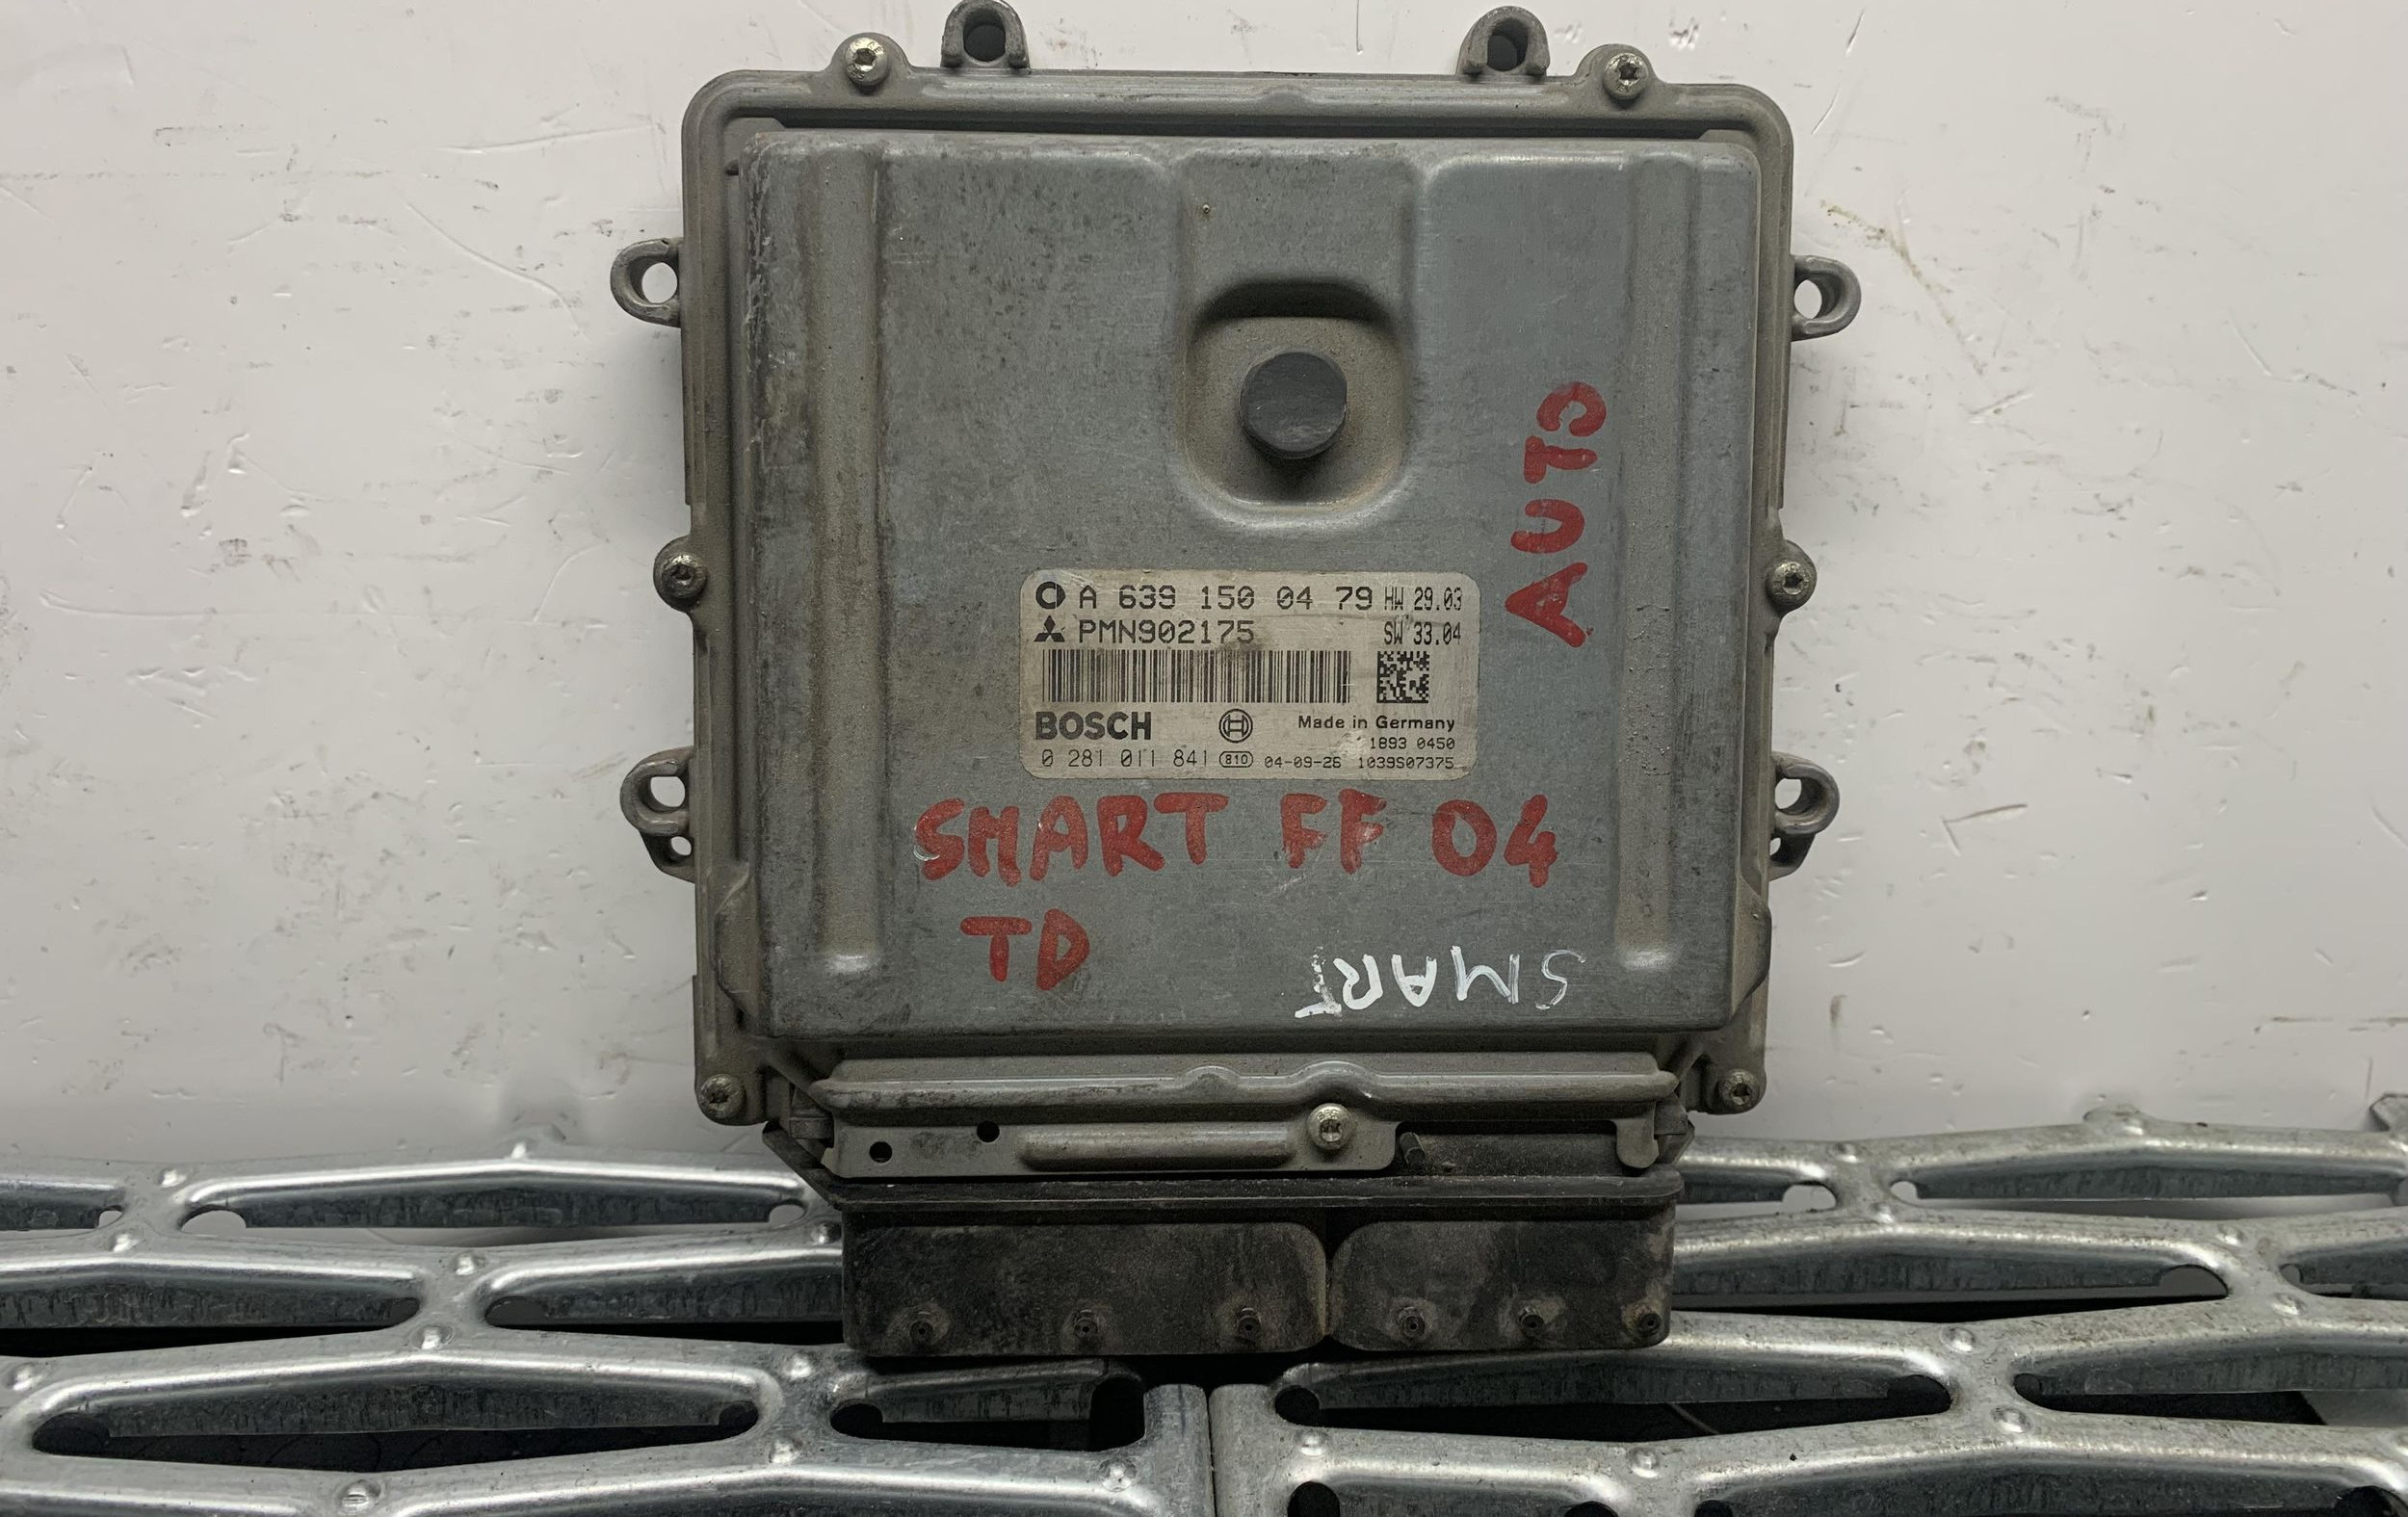 AUTO
A 639 150 04 79 HW 29.03
PMN902175 SW 33.04
BOSCH Made in Germany
1893 0450
0 281 011 841 810 04-09-26 1039S07375
SMART FF 04
TD
SMART